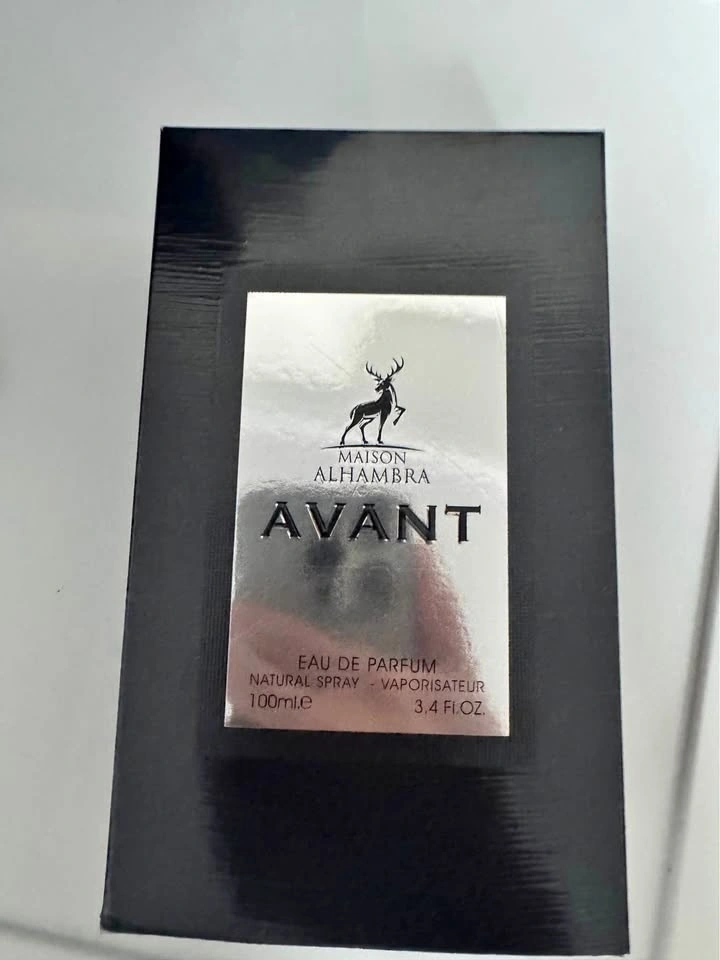 MAISON
ALHAMBRA
AVANT
EAU DE PARFUM
NATURAL SPRAY - VAPORISATEUR
100ml.e 3,4 Fl.OZ.